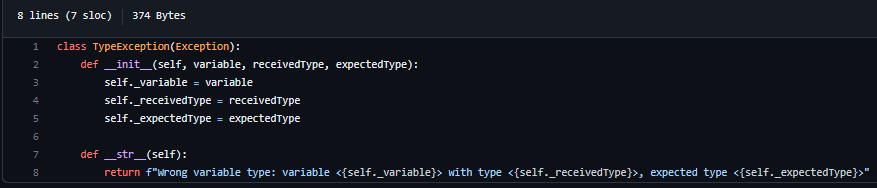 8 lines (7 sloc) 374 Bytes
1 class TypeException(Exception):
2     def __init__(self, variable, receivedType, expectedType):
3         self._variable = variable
4         self._receivedType = receivedType
5         self._expectedType = expectedType
6
7     def __str__(self):
8         return f"Wrong variable type: variable <{self._variable}> with type <{self._receivedType}>, expected type <{self._expectedType}>"